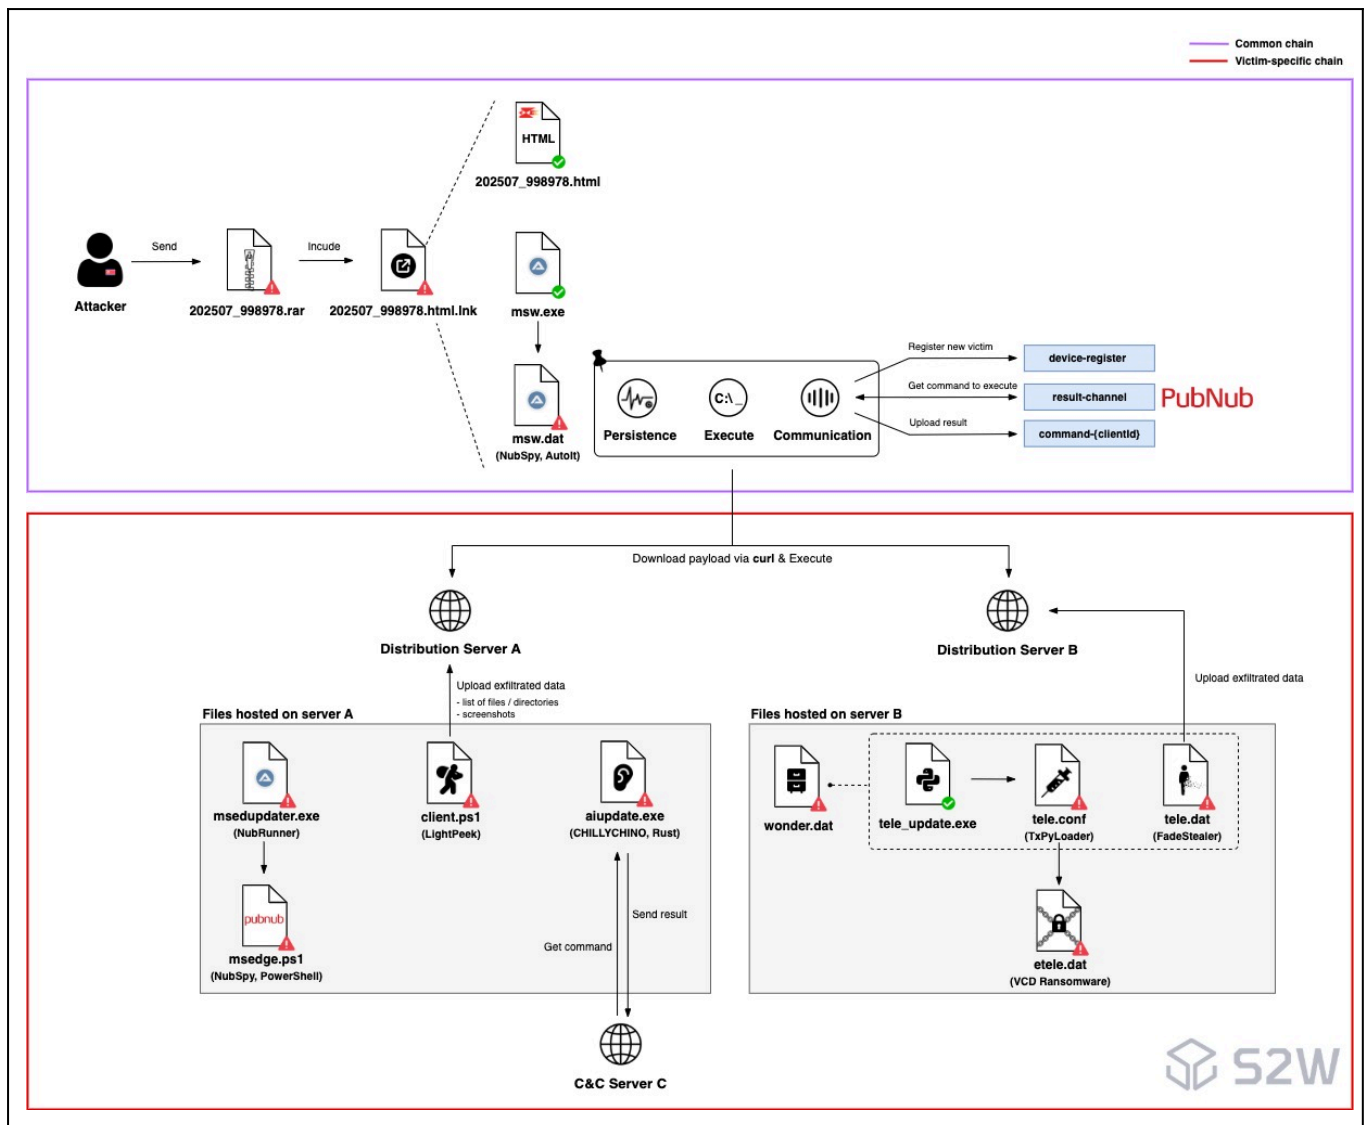 Common chain
Victim-specific chain
HTML
202507_998978.html
Send
Incude
Attacker
202507_998978.rar
202507_998978.html.lnk
msw.exe
msw.dat
(NubSpy, AutoIt)
C:\_
Persistence
Execute
Communication
Register new victim
device-register
Get command to execute
result-channel
PubNub
Upload result
command-{clientId}
Download payload via curl & Execute
Distribution Server A
Distribution Server B
Upload exfiltrated data
- list of files / directories
- screenshots
Upload exfiltrated data
Files hosted on server A
msedupdater.exe
(NubRunner)
client.ps1
(LightPeek)
aiupdate.exe
(CHILLYCHINO, Rust)
pubnub
msedge.ps1
(NubSpy, PowerShell)
Send result
Get command
C&C Server C
Files hosted on server B
wonder.dat
tele_update.exe
tele.conf
(TxPyLoader)
tele.dat
(FadeStealer)
etele.dat
(VCD Ransomware)
S2W